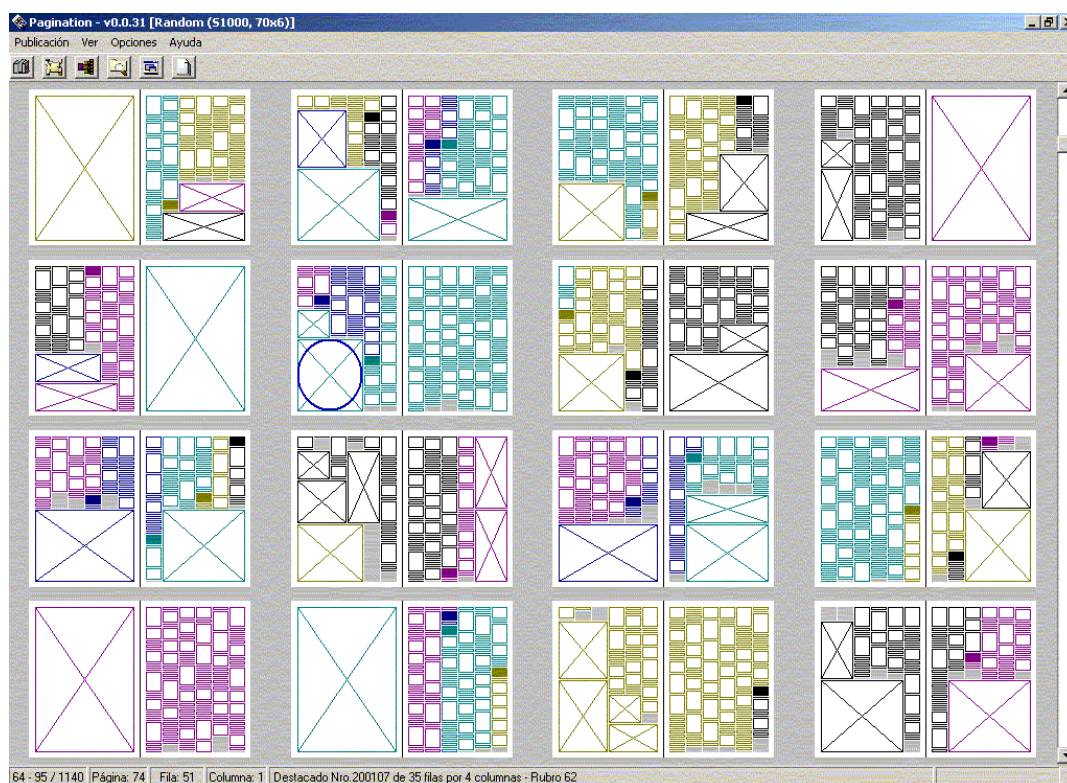 Pagination - v0.0.31 [Random (S1000, 70x6)]
Publicación Ver Opciones Ayuda
64 - 95 / 1140 Página: 74 Fila: 51 Columna: 1 Destacado Nro.200107 de 35 filas por 4 columnas - Rubro 62